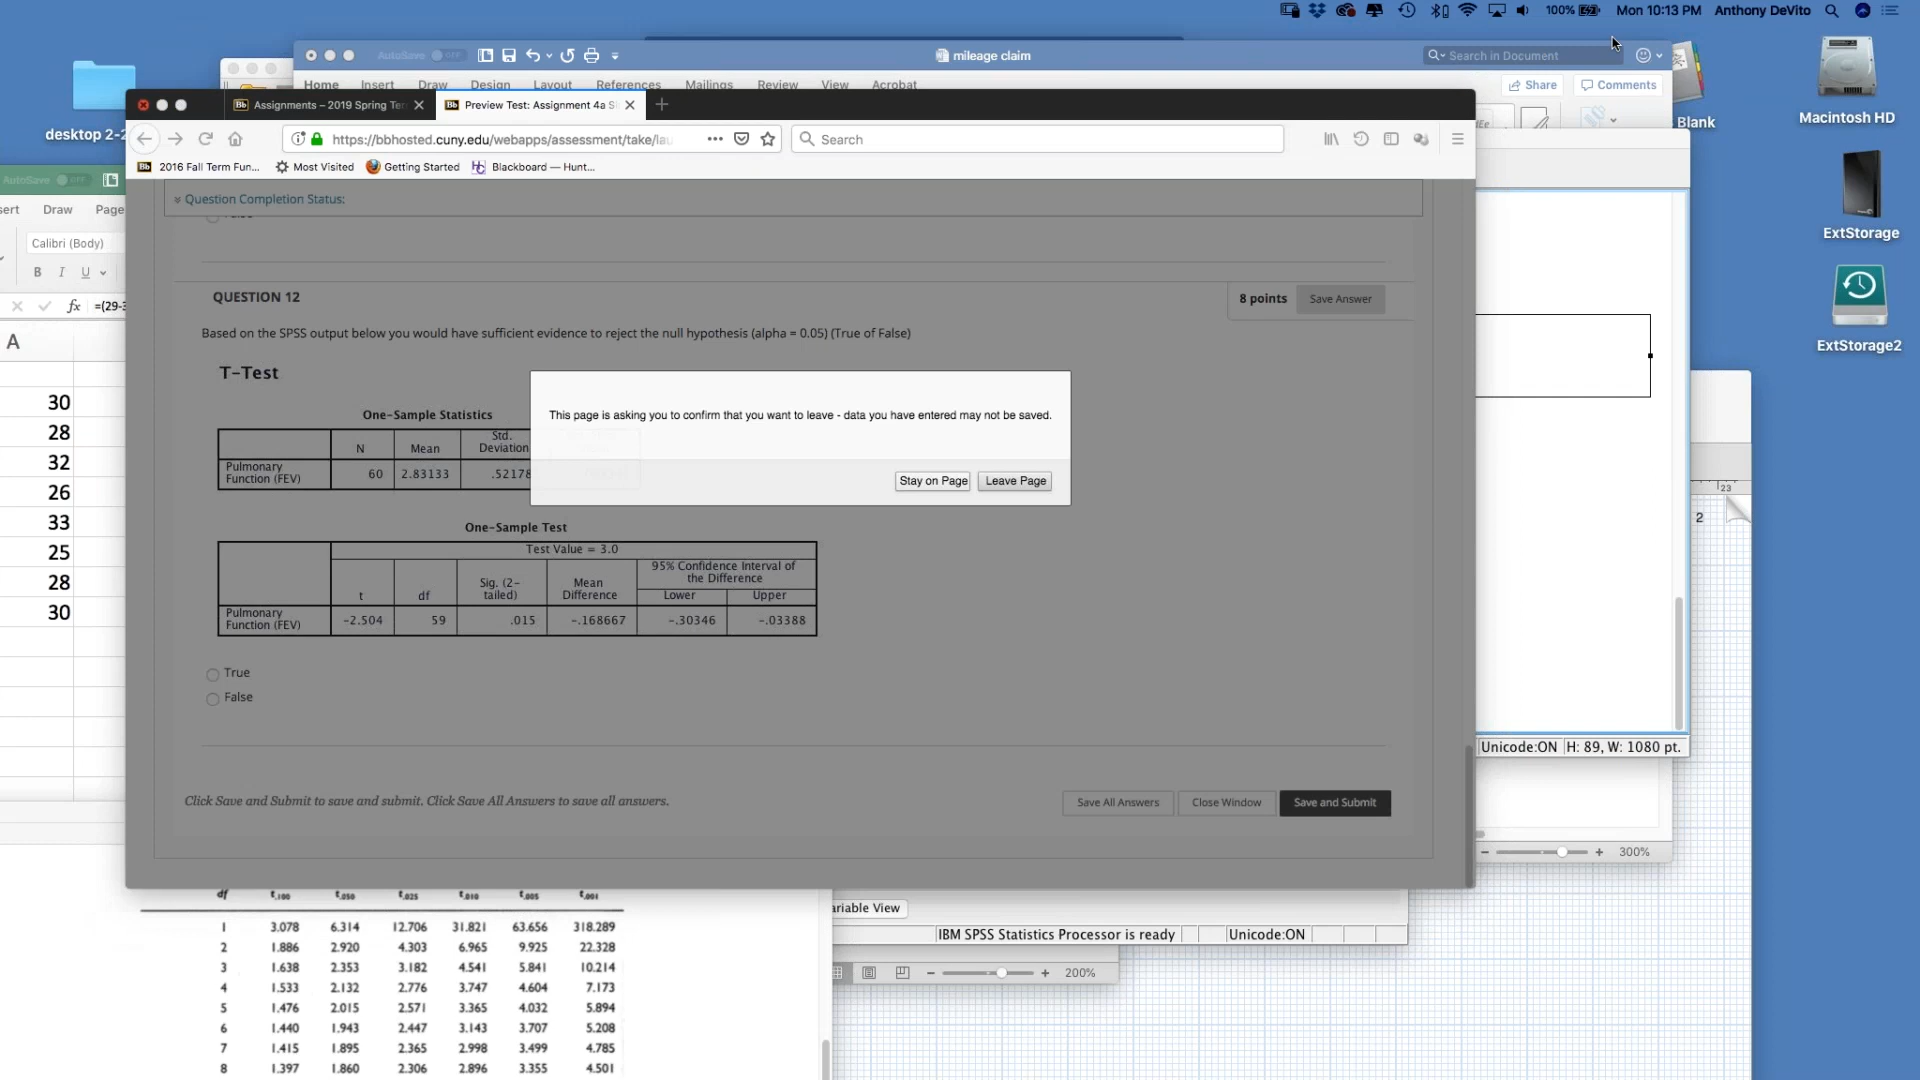 100%
Mon 10:13 PM
Anthony DeVito
AutoSave
OFF
mileage claim
Search in Document
Home
Insert
Draw
Design
Layout
References
Mailings
Review
View
Acrobat
Share
Comments
desktop 2-2
Blank
Macintosh HD
ExtStorage
ExtStorage2
Assignments – 2019 Spring Ter
Preview Test: Assignment 4a S
https://bbhosted.cuny.edu/webapps/assessment/take/lau
Search
2016 Fall Term Fun...
Most Visited
Getting Started
Blackboard — Hunt...
AutoSave OFF
sert
Draw
Page
Calibri (Body)
B I U
fx =(29-3
A
30
28
32
26
33
25
28
30
Question Completion Status:
False
QUESTION 12
8 points
Save Answer
Based on the SPSS output below you would have sufficient evidence to reject the null hypothesis (alpha = 0.05) (True of False)
T-Test
One-Sample Statistics
N Mean Std. Deviation
Pulmonary Function (FEV) 60 2.83133 .5217
This page is asking you to confirm that you want to leave - data you have entered may not be saved.
Stay on Page
Leave Page
One-Sample Test
Test Value = 3.0
95% Confidence Interval of the Difference
t df Sig. (2-tailed) Mean Difference Lower Upper
Pulmonary Function (FEV) -2.504 59 .015 -.168667 -.30346 -.03388
True
False
Click Save and Submit to save and submit. Click Save All Answers to save all answers.
Save All Answers
Close Window
Save and Submit
Unicode:ON H: 89, W: 1080 pt.
23
2
300%
ariable View
IBM SPSS Statistics Processor is ready
Unicode:ON
200%
df t.100 t.050 t.025 t.010 t.005 t.001
1 3.078 6.314 12.706 31.821 63.656 318.289
2 1.886 2.920 4.303 6.965 9.925 22.328
3 1.638 2.353 3.182 4.541 5.841 10.214
4 1.533 2.132 2.776 3.747 4.604 7.173
5 1.476 2.015 2.571 3.365 4.032 5.894
6 1.440 1.943 2.447 3.143 3.707 5.208
7 1.415 1.895 2.365 2.998 3.499 4.785
8 1.397 1.860 2.306 2.896 3.355 4.501